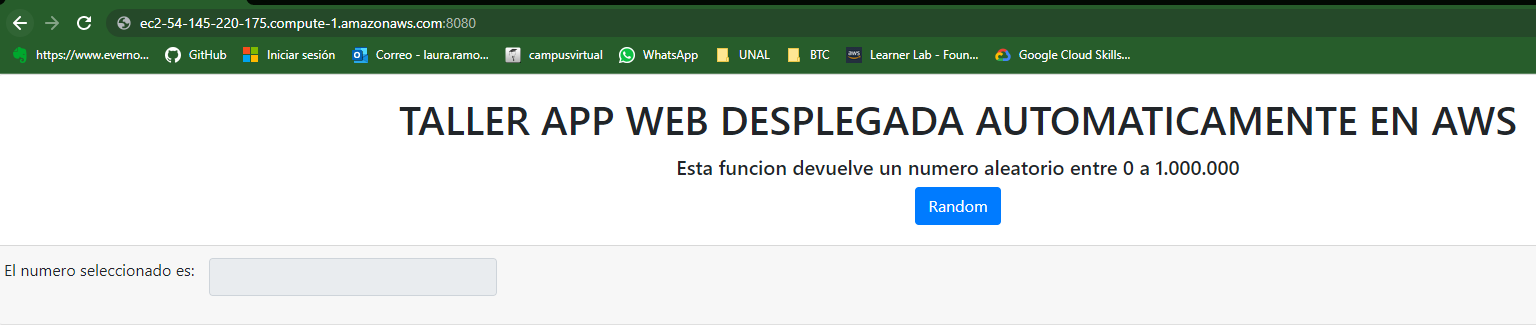 ec2-54-145-220-175.compute-1.amazonaws.com:8080
https://www.everno... GitHub Iniciar sesión Correo - laura.ramo... campusvirtual WhatsApp UNAL BTC aws Learner Lab - Foun... Google Cloud Skills...
TALLER APP WEB DESPLEGADA AUTOMATICAMENTE EN AWS
Esta funcion devuelve un numero aleatorio entre 0 a 1.000.000
Random
El numero seleccionado es: